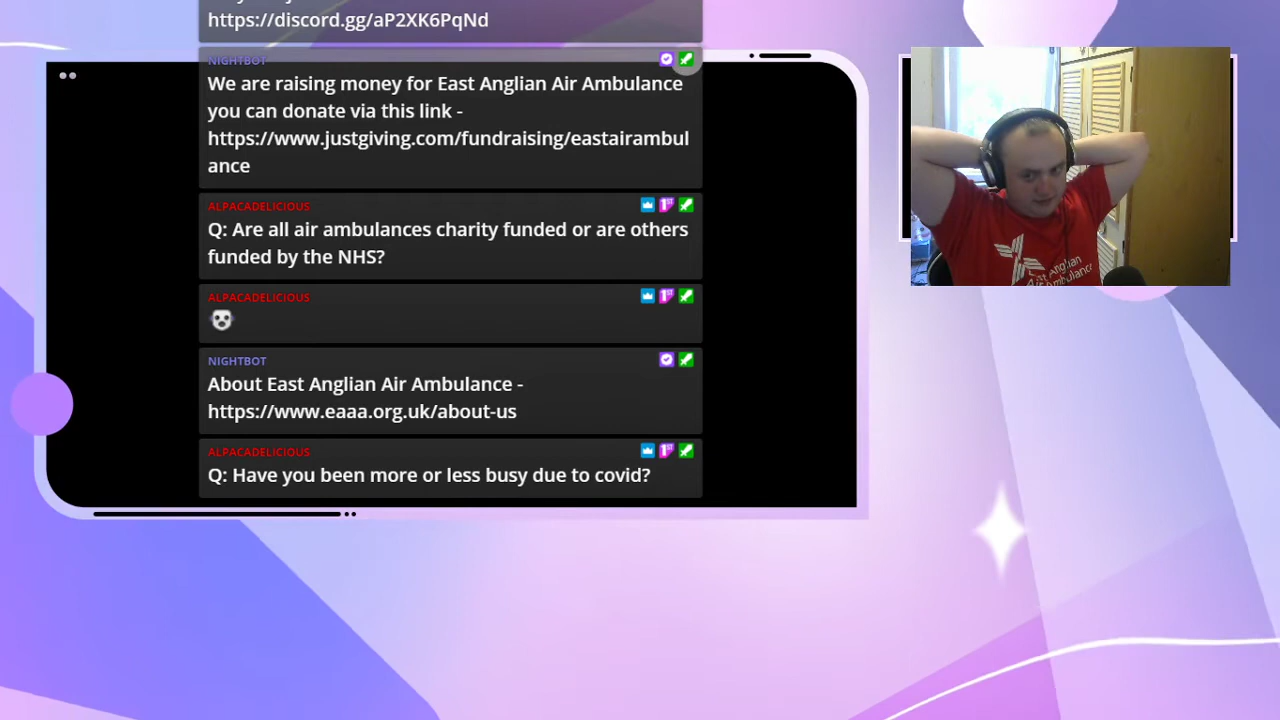 https://discord.gg/aP2XK6PqNd
NIGHTBOT
We are raising money for East Anglian Air Ambulance
you can donate via this link -
https://www.justgiving.com/fundraising/eastairambul
ance
ALPACADELICIOUS
Q: Are all air ambulances charity funded or are others
funded by the NHS?
ALPACADELICIOUS
NIGHTBOT
About East Anglian Air Ambulance -
https://www.eaaa.org.uk/about-us
ALPACADELICIOUS
Q: Have you been more or less busy due to covid?
East Anglian
Air Ambulance